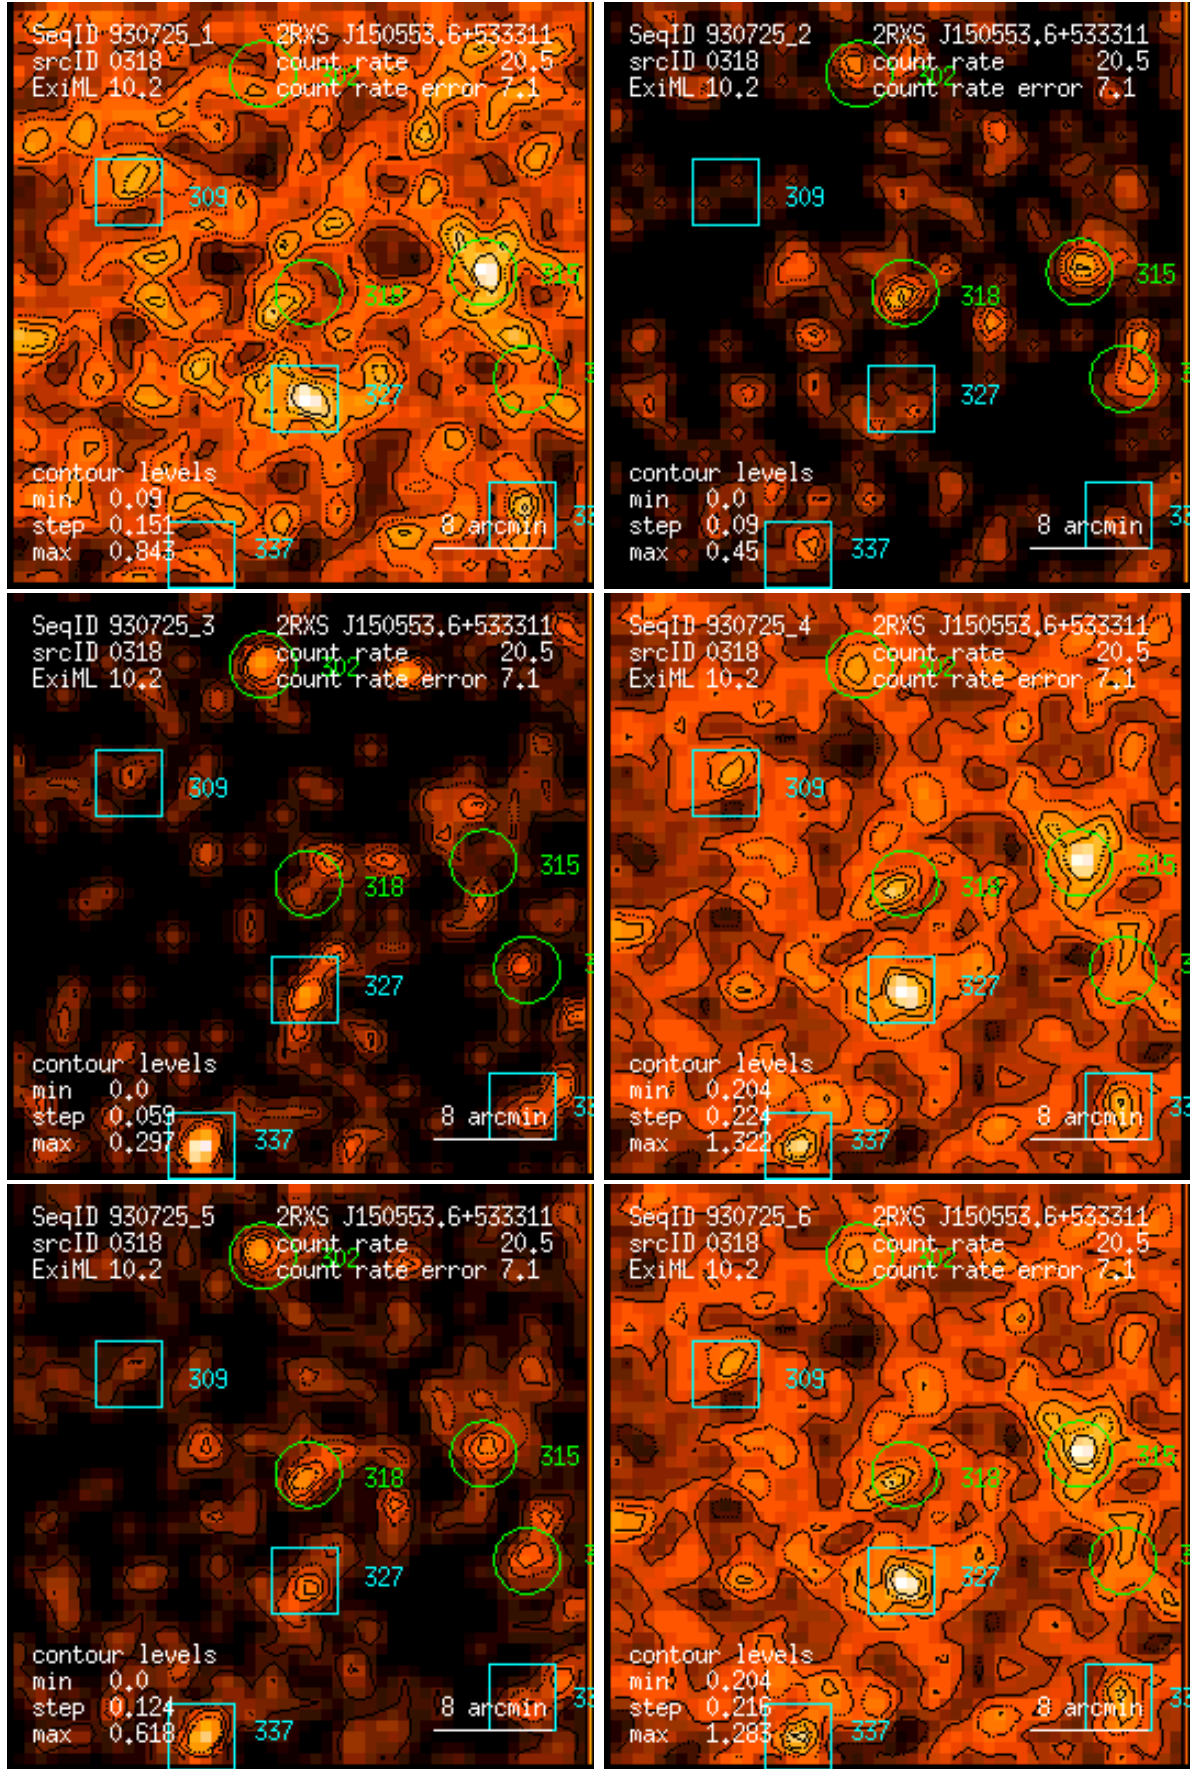 SeqID 930725_1 2RXS J150553.6+533311
srcID 0318 count rate 20.5
302
ExiML 10.2 count rate error 7.1
309
315
318
327
contour levels
min 0.09
step 0.151 8 arcmin
max 0.843
337
SeqID 930725_2 2RXS J150553.6+533311
srcID 0318 count rate 20.5
302
ExiML 10.2 count rate error 7.1
309
315
318
327
contour levels
min 0.0
step 0.09 8 arcmin
max 0.45
337
SeqID 930725_3 2RXS J150553.6+533311
srcID 0318 count rate 20.5
302
ExiML 10.2 count rate error 7.1
309
315
318
327
contour levels
min 0.0
step 0.059 8 arcmin
max 0.297
337
SeqID 930725_4 2RXS J150553.6+533311
srcID 0318 count rate 20.5
302
ExiML 10.2 count rate error 7.1
309
315
318
327
contour levels
min 0.204
step 0.224 8 arcmin
max 1.322
337
SeqID 930725_5 2RXS J150553.6+533311
srcID 0318 count rate 20.5
302
ExiML 10.2 count rate error 7.1
309
315
318
327
contour levels
min 0.0
step 0.124 8 arcmin
max 0.618
337
SeqID 930725_6 2RXS J150553.6+533311
srcID 0318 count rate 20.5
302
ExiML 10.2 count rate error 7.1
309
315
318
327
contour levels
min 0.204
step 0.216 8 arcmin
max 1.283
337